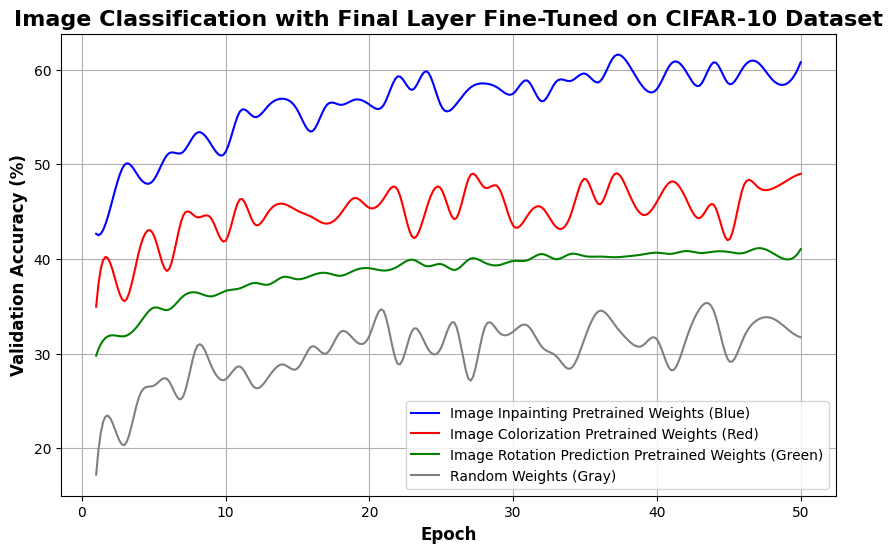 Image Classification with Final Layer Fine-Tuned on CIFAR-10 Dataset
Validation Accuracy (%)
60
50
40
30
20
0 10 20 30 40 50
Epoch
Image Inpainting Pretrained Weights (Blue)
Image Colorization Pretrained Weights (Red)
Image Rotation Prediction Pretrained Weights (Green)
Random Weights (Gray)